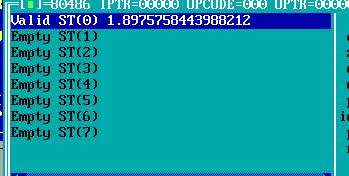 [■]=80486 IPTR=00000 OPCODE=000 OPTR=0000
Valid ST(0) 1.8975758443988212
Empty ST(1)
Empty ST(2)
Empty ST(3)
Empty ST(4)
Empty ST(5)
Empty ST(6)
Empty ST(7)